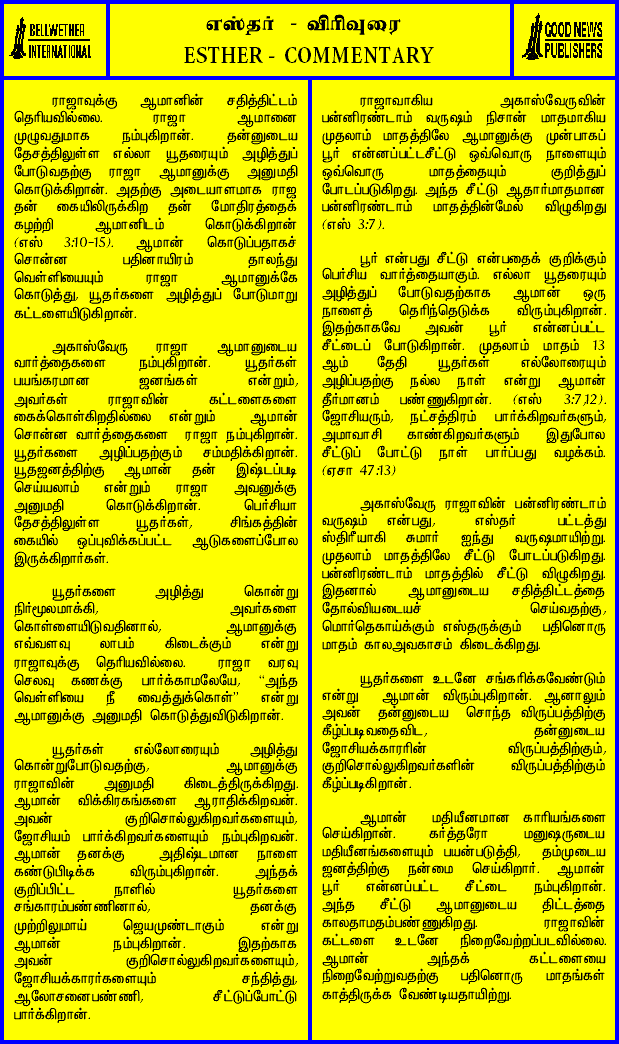 BELLWETHER
INTERNATIONAL
எஸ்தர் - விரிவுரை
ESTHER - COMMENTARY
GOOD NEWS
PUBLISHERS
ராஜாவுக்கு ஆமானின் சதித்திட்டம்
தெரியவில்லை. ராஜா ஆமானை
முழுவதுமாக நம்புகிறான். தன்னுடைய
தேசத்திலுள்ள எல்லா யூதரையும் அழித்துப்
போடுவதற்கு ராஜா ஆமானுக்கு அனுமதி
கொடுக்கிறான். அதற்கு அடையாளமாக ராஜ
தன் கையிலிருக்கிற தன் மோதிரத்தைக்
கழற்றி ஆமானிடம் கொடுக்கிறான்
(எஸ் 3:10-15). ஆமான் கொடுப்பதாகச்
சொன்ன பதினாயிரம் தாலந்து
வெள்ளியையும் ராஜா ஆமானுக்கே
கொடுத்து, யூதர்களை அழித்துப் போடுமாறு
கட்டளையிடுகிறான்.
அகாஸ்வேரு ராஜா ஆமானுடைய
வார்த்தைகளை நம்புகிறான். யூதர்கள்
பயங்கரமான ஜனங்கள் என்றும்,
அவர்கள் ராஜாவின் கட்டளைகளை
கைக்கொள்கிறதில்லை என்றும் ஆமான்
சொன்ன வார்த்தைகளை ராஜா நம்புகிறான்.
யூதர்களை அழிப்பதற்கும் சம்மதிக்கிறான்.
யூதஜனத்திற்கு ஆமான் தன் இஷ்டப்படி
செய்யலாம் என்றும் ராஜா அவனுக்கு
அனுமதி கொடுக்கிறான். பெர்சியா
தேசத்திலுள்ள யூதர்கள், சிங்கத்தின்
கையில் ஒப்புவிக்கப்பட்ட ஆடுகளைப்போல
இருக்கிறார்கள்.
யூதர்களை அழித்து கொன்று
நிர்மூலமாக்கி, அவர்களை
கொள்ளையிடுவதினால், ஆமானுக்கு
எவ்வளவு லாபம் கிடைக்கும் என்று
ராஜாவுக்கு தெரியவில்லை. ராஜா வரவு
செலவு கணக்கு பார்க்காமலேயே, "அந்த
வெள்ளியை நீ வைத்துக்கொள்" என்று
ஆமானுக்கு அனுமதி கொடுத்துவிடுகிறான்.
யூதர்கள் எல்லோரையும் அழித்து
கொன்றுபோடுவதற்கு, ஆமானுக்கு
ராஜாவின் அனுமதி கிடைத்திருக்கிறது.
ஆமான் விக்கிரகங்களை ஆராதிக்கிறவன்.
அவன் குறிசொல்லுகிறவர்களையும்,
ஜோசியம் பார்க்கிறவர்களையும் நம்புகிறவன்.
ஆமான் தனக்கு அதிஷ்டமான நாளை
கண்டுபிடிக்க விரும்புகிறான். அந்தக்
குறிப்பிட்ட நாளில் யூதர்களை
சங்காரம்பண்ணினால், தனக்கு
முற்றிலுமாய் ஜெயமுண்டாகும் என்று
ஆமான் நம்புகிறான். இதற்காக
அவன் குறிசொல்லுகிறவர்களையும்,
ஜோசியக்காரர்களையும் சந்தித்து,
ஆலோசனைபண்ணி, சீட்டுப்போட்டு
பார்க்கிறான்.
ராஜாவாகிய அகாஸ்வேருவின்
பன்னிரண்டாம் வருஷம் நிசான் மாதமாகிய
முதலாம் மாதத்திலே ஆமானுக்கு முன்பாகப்
பூர் என்னப்பட்டசீட்டு ஒவ்வொரு நாளையும்
ஒவ்வொரு மாதத்தையும் குறித்துப்
போடப்படுகிறது. அந்த சீட்டு ஆதார்மாதமான
பன்னிரண்டாம் மாதத்தின்மேல் விழுகிறது
(எஸ் 3:7).
பூர் என்பது சீட்டு என்பதைக் குறிக்கும்
பெர்சிய வார்த்தையாகும். எல்லா யூதரையும்
அழித்துப் போடுவதற்காக ஆமான் ஒரு
நாளைத் தெரிந்தெடுக்க விரும்புகிறான்.
இதற்காகவே அவன் பூர் என்னப்பட்ட
சீட்டைப் போடுகிறான். முதலாம் மாதம் 13
ஆம் தேதி யூதர்கள் எல்லோரையும்
அழிப்பதற்கு நல்ல நாள் என்று ஆமான்
தீர்மானம் பண்ணுகிறான். (எஸ் 3:7,12).
ஜோசியரும், நட்சத்திரம் பார்க்கிறவர்களும்,
அமாவாசி காண்கிறவர்களும் இதுபோல
சீட்டுப் போட்டு நாள் பார்ப்பது வழக்கம்.
(ஏசா 47:13)
அகாஸ்வேரு ராஜாவின் பன்னிரண்டாம்
வருஷம் என்பது, எஸ்தர் பட்டத்து
ஸ்திரீயாகி சுமார் ஐந்து வருஷமாயிற்று.
முதலாம் மாதத்திலே சீட்டு போடப்படுகிறது.
பன்னிரண்டாம் மாதத்தில் சீட்டு விழுகிறது.
இதனால் ஆமானுடைய சதித்திட்டத்தை
தோல்வியடையச் செய்வதற்கு,
மொர்தெகாய்க்கும் எஸ்தருக்கும் பதினொரு
மாதம் காலஅவகாசம் கிடைக்கிறது.
யூதர்களை உடனே சங்கரிக்கவேண்டும்
என்று ஆமான் விரும்புகிறான். ஆனாலும்
அவன் தன்னுடைய சொந்த விருப்பத்திற்கு
கீழ்ப்படிவதைவிட, தன்னுடைய
ஜோசியக்காரரின் விருப்பத்திற்கும்,
குறிசொல்லுகிறவர்களின் விருப்பத்திற்கும்
கீழ்ப்படிகிறான்.
ஆமான் மதியீனமான காரியங்களை
செய்கிறான். கர்த்தரோ மனுஷருடைய
மதியீனங்களையும் பயன்படுத்தி, தம்முடைய
ஜனத்திற்கு நன்மை செய்கிறார். ஆமான்
பூர் என்னப்பட்ட சீட்டை நம்புகிறான்.
அந்த சீட்டு ஆமானுடைய திட்டத்தை
காலதாமதம்பண்ணுகிறது. ராஜாவின்
கட்டளை உடனே நிறைவேற்றப்படவில்லை.
ஆமான் அந்தக் கட்டளையை
நிறைவேற்றுவதற்கு பதினொரு மாதங்கள்
காத்திருக்க வேண்டியதாயிற்று.